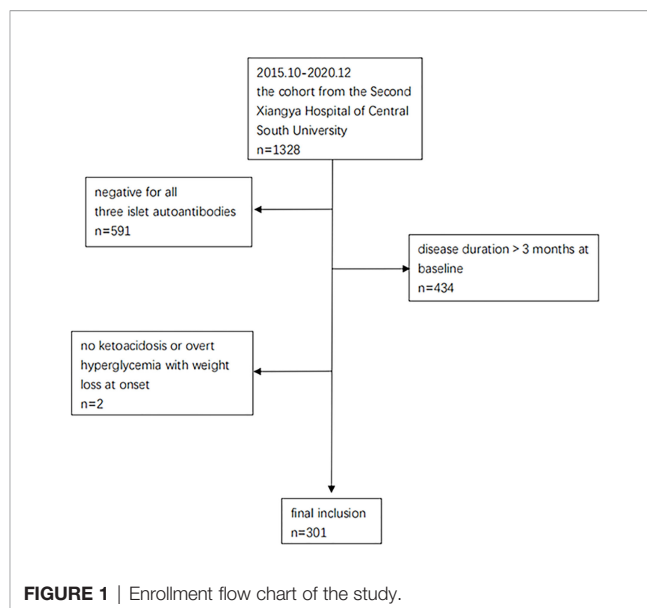 2015.10-2020.12
the cohort from the Second
Xiangya Hospital of Central
South University
n=1328
negative for all
three islet autoantibodies
n=591
disease duration > 3 months at
baseline
n=434
no ketoacidosis or overt
hyperglycemia with weight
loss at onset
n=2
final inclusion
n=301
FIGURE 1 | Enrollment flow chart of the study.